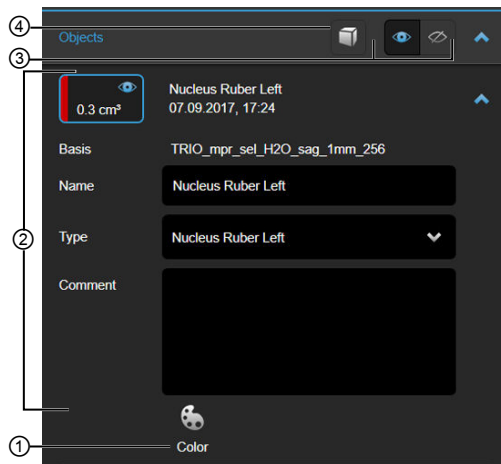 ④
Objects
③
0.3 cm³
Nucleus Ruber Left
07.09.2017, 17:24
Basis
TRIO_mpr_sel_H2O_sag_1mm_256
Name
Nucleus Ruber Left
②
Type
Nucleus Ruber Left
Comment
①
Color